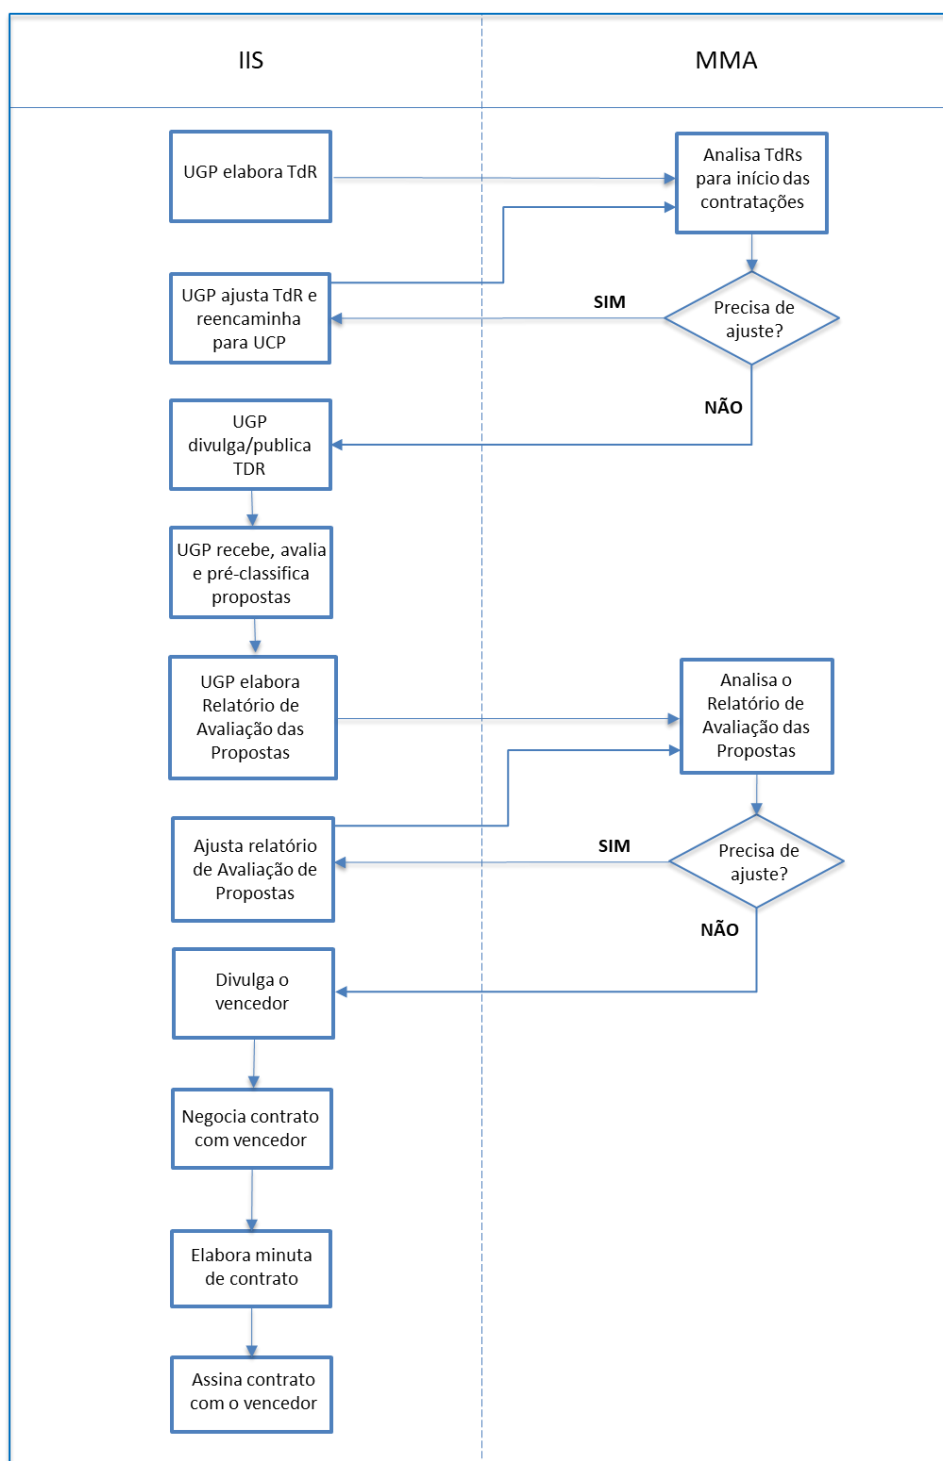 IIS
MMA
UGP elabora TdR
Analisa TdRs
para início das
contratações
UGP ajusta TdR e
reencaminha
para UCP
SIM
Precisa de
ajuste?
NÃO
UGP
divulga/publica
TDR
UGP recebe, avalia
e pré-classifica
propostas
UGP elabora
Relatório de
Avaliação das
Propostas
Analisa o
Relatório de
Avaliação das
Propostas
Ajusta relatório
de Avaliação de
Propostas
SIM
Precisa de
ajuste?
NÃO
Divulga o
vencedor
Negocia contrato
com vencedor
Elabora minuta
de contrato
Assina contrato
com o vencedor